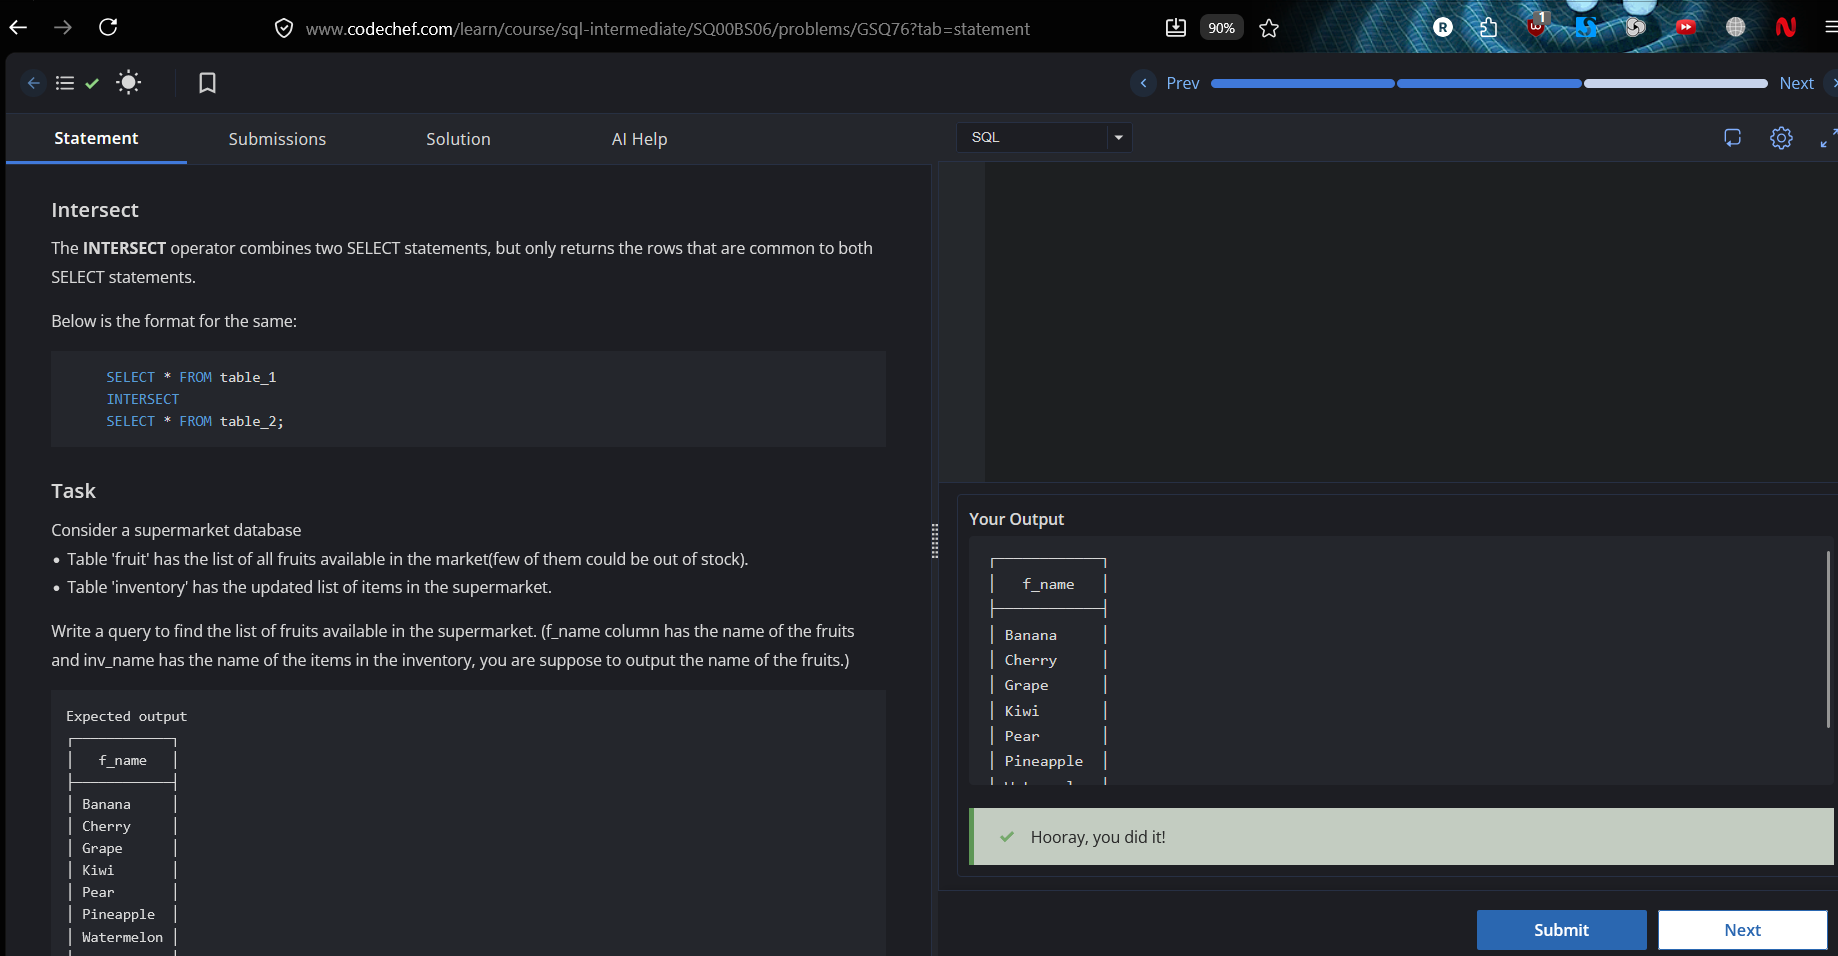 www.codechef.com/learn/course/sql-intermediate/SQ00BS06/problems/GSQ76?tab=statement
90%
R
1
Prev
Next
Statement
Submissions
Solution
AI Help
SQL
Intersect
The INTERSECT operator combines two SELECT statements, but only returns the rows that are common to both
SELECT statements.
Below is the format for the same:
SELECT * FROM table_1
INTERSECT
SELECT * FROM table_2;
Task
Consider a supermarket database
• Table 'fruit' has the list of all fruits available in the market(few of them could be out of stock).
• Table 'inventory' has the updated list of items in the supermarket.
Write a query to find the list of fruits available in the supermarket. (f_name column has the name of the fruits
and inv_name has the name of the items in the inventory, you are suppose to output the name of the fruits.)
Expected output
f_name
Banana
Cherry
Grape
Kiwi
Pear
Pineapple
Watermelon
Your Output
f_name
Banana
Cherry
Grape
Kiwi
Pear
Pineapple
Hooray, you did it!
Submit
Next